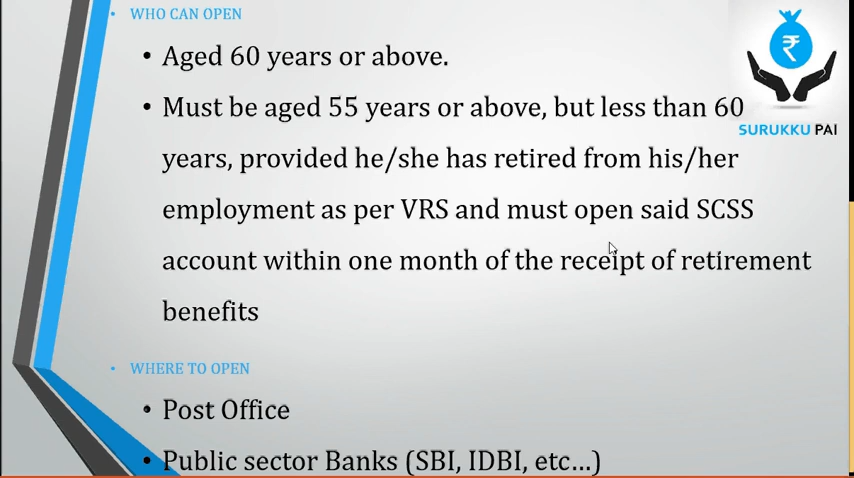 • WHO CAN OPEN
• Aged 60 years or above.
• Must be aged 55 years or above, but less than 60
SURUKKU PAI
years, provided he/she has retired from his/her
employment as per VRS and must open said SCSS
account within one month of the receipt of retirement
benefits
• WHERE TO OPEN
• Post Office
• Public sector Banks (SBI, IDBI, etc...)